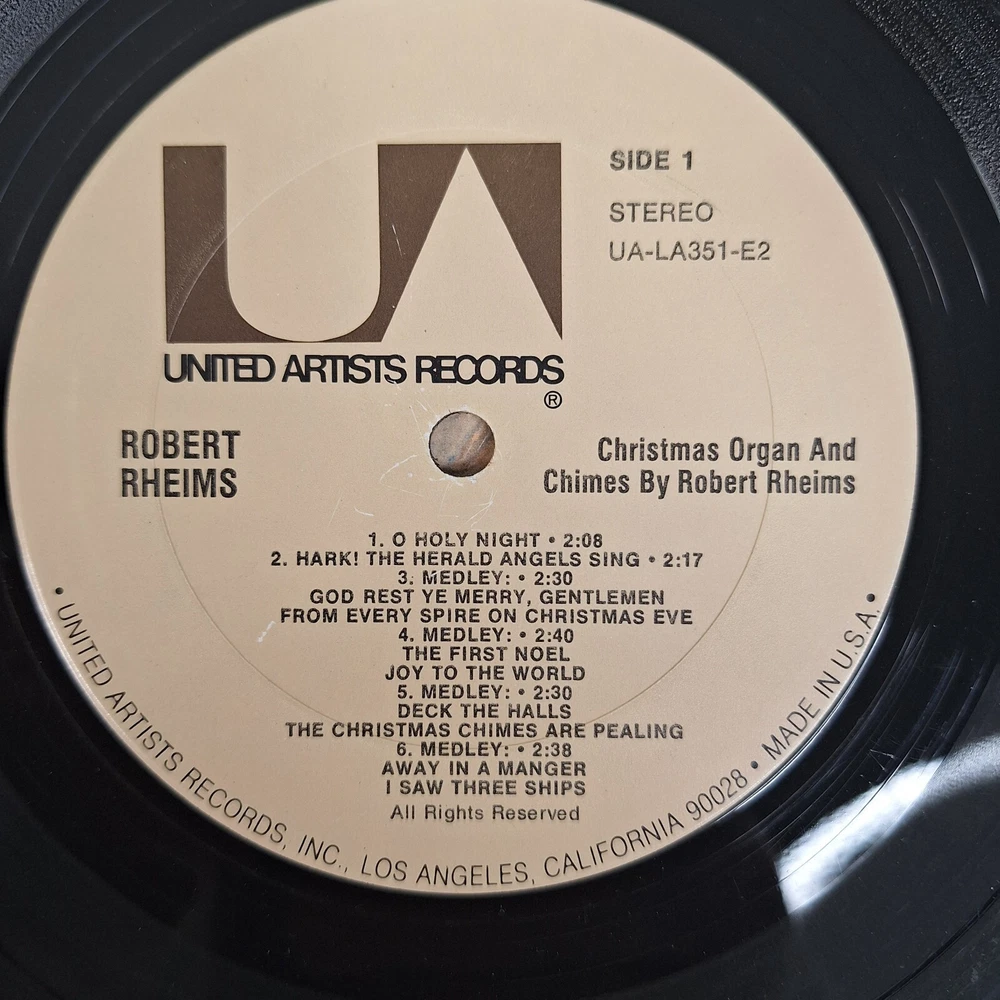 UA
SIDE 1
STEREO
UA-LA351-E2
UNITED ARTISTS RECORDS
®
ROBERT
RHEIMS
Christmas Organ And
Chimes By Robert Rheims
1. O HOLY NIGHT • 2:08
2. HARK! THE HERALD ANGELS SING • 2:17
3. MEDLEY: • 2:30
GOD REST YE MERRY, GENTLEMEN
FROM EVERY SPIRE ON CHRISTMAS EVE
4. MEDLEY: • 2:40
THE FIRST NOEL
JOY TO THE WORLD
5. MEDLEY: • 2:30
DECK THE HALLS
THE CHRISTMAS CHIMES ARE PEALING
6. MEDLEY: • 2:38
AWAY IN A MANGER
I SAW THREE SHIPS
All Rights Reserved
• UNITED ARTISTS RECORDS, INC., LOS ANGELES, CALIFORNIA 90028 • MADE IN U.S.A. •